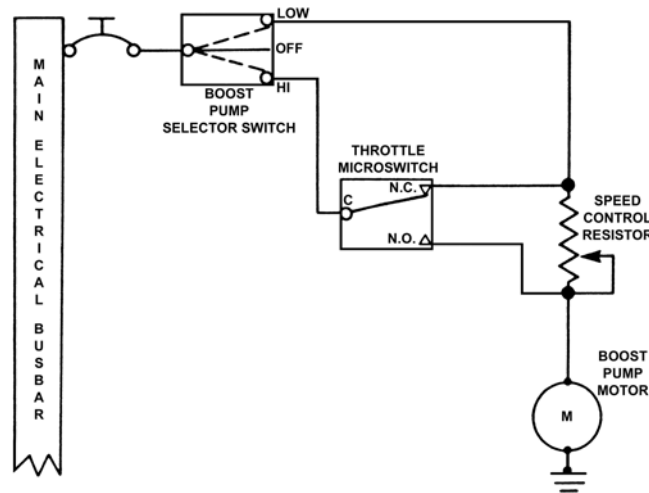 MAIN ELECTRICAL BUSBAR
LOW
OFF
HI
BOOST
PUMP
SELECTOR SWITCH
THROTTLE
MICROSWITCH
N.C.
C
N.O.
SPEED
CONTROL
RESISTOR
BOOST
PUMP
MOTOR
M